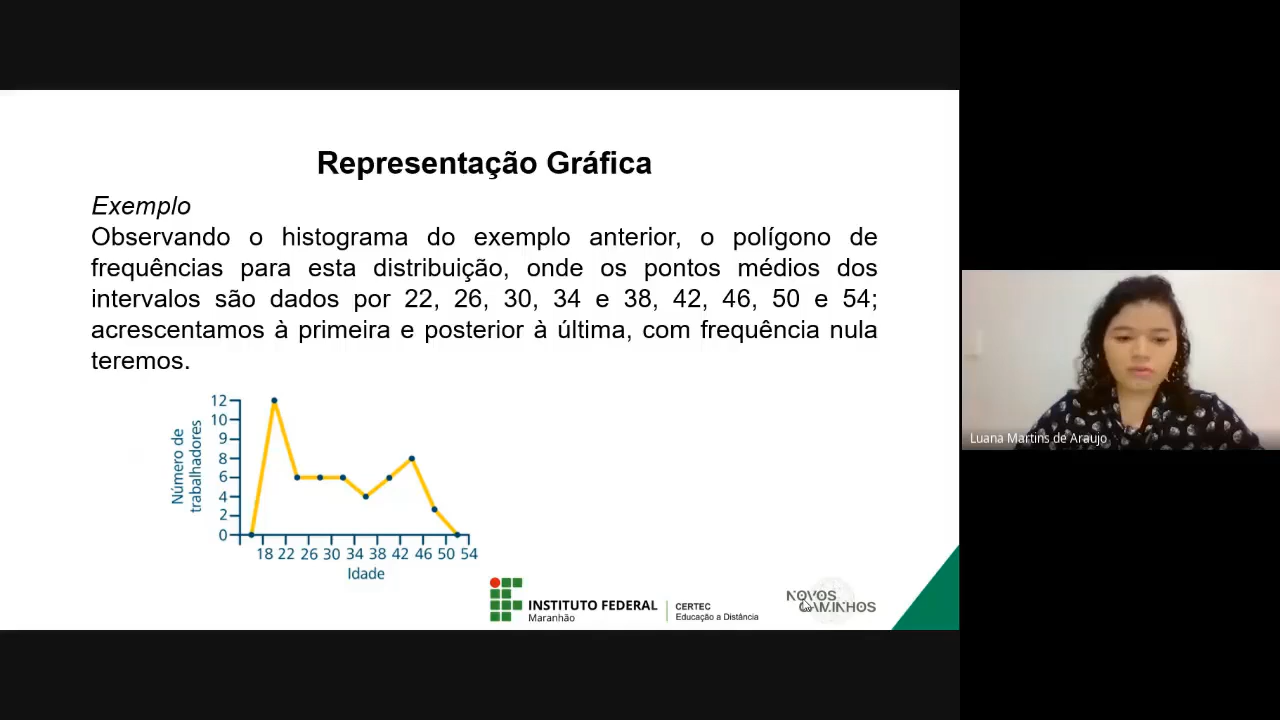 Representação Gráfica
Exemplo
Observando o histograma do exemplo anterior, o polígono de
frequências para esta distribuição, onde os pontos médios dos
intervalos são dados por 22, 26, 30, 34 e 38, 42, 46, 50 e 54;
acrescentamos à primeira e posterior à última, com frequência nula
teremos.
Número de
trabalhadores
12
10
9
8
6
4
2
0
18 22 26 30 34 38 42 46 50 54
Idade
INSTITUTO FEDERAL
Maranhão
CERTEC
Educação a Distância
NOVOS
CAMINHOS
Luana Martins de Araujo